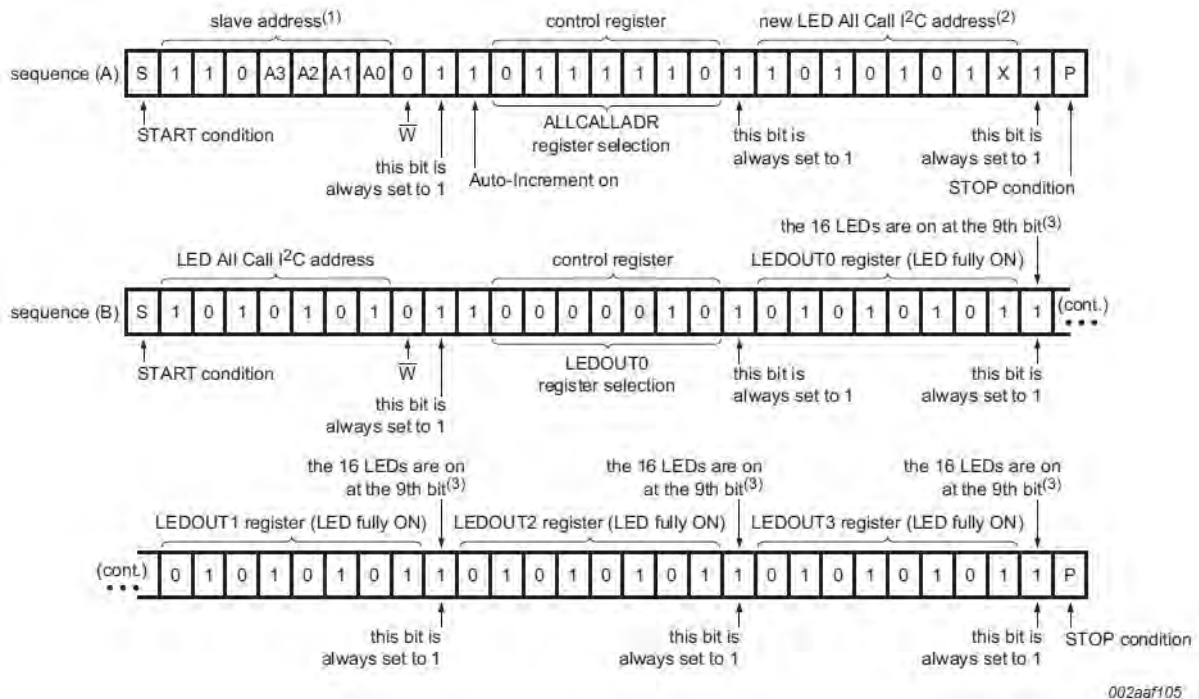 slave address(1)
control register
new LED All Call I²C address(2)
sequence (A) S 1 1 0 A3 A2 A1 A0 0 1 1 0 1 1 1 1 1 0 1 1 0 1 0 1 0 1 X 1 P
START condition
W
ALLCALLADR
register selection
this bit is
always set to 1
this bit is
always set to 1
this bit is
always set to 1
Auto-Increment on
STOP condition
the 16 LEDs are on at the 9th bit(3)
LED All Call I²C address
control register
LEDOUT0 register (LED fully ON)
sequence (B) S 1 0 1 0 1 0 1 0 1 1 0 0 0 0 0 1 0 1 0 1 0 1 0 1 0 1 1 (cont.)
START condition
W
LEDOUT0
register selection
this bit is
always set to 1
this bit is
always set to 1
this bit is
always set to 1
the 16 LEDs are on
at the 9th bit(3)
the 16 LEDs are on
at the 9th bit(3)
the 16 LEDs are on
at the 9th bit(3)
LEDOUT1 register (LED fully ON)
LEDOUT2 register (LED fully ON)
LEDOUT3 register (LED fully ON)
(cont.) 0 1 0 1 0 1 0 1 1 0 1 0 1 0 1 0 1 1 0 1 0 1 0 1 0 1 1 P
this bit is
always set to 1
this bit is
always set to 1
this bit is
always set to 1
STOP condition
002aaf105